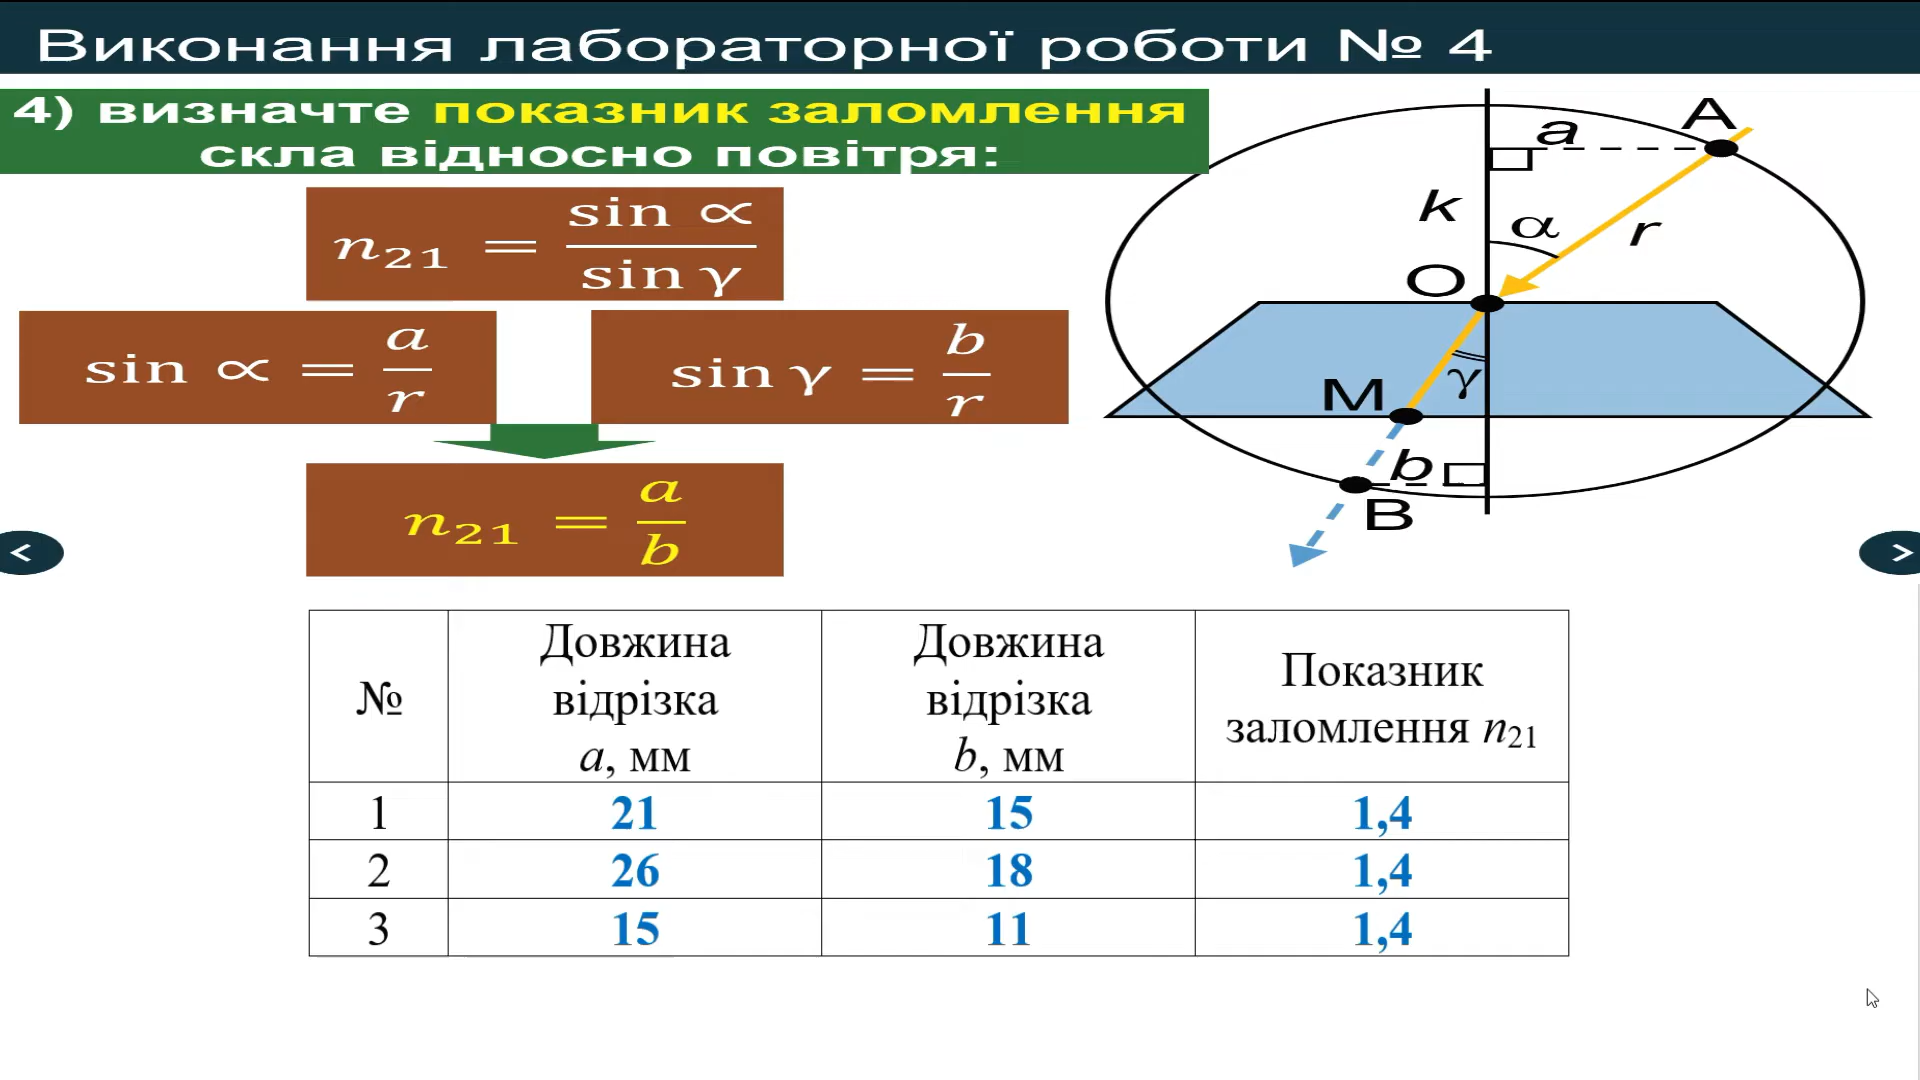 Виконання лабораторної роботи № 4
4) визначте показник заломлення
скла відносно повітря:
n₂₁ = sin ∝ / sin γ
sin ∝ = a / r
sin γ = b / r
n₂₁ = a / b
A
a
k
α
r
O
M
γ
b
B
<
>
№
Довжина
відрізка
a, мм
Довжина
відрізка
b, мм
Показник
заломлення n₂₁
1 21 15 1,4
2 26 18 1,4
3 15 11 1,4